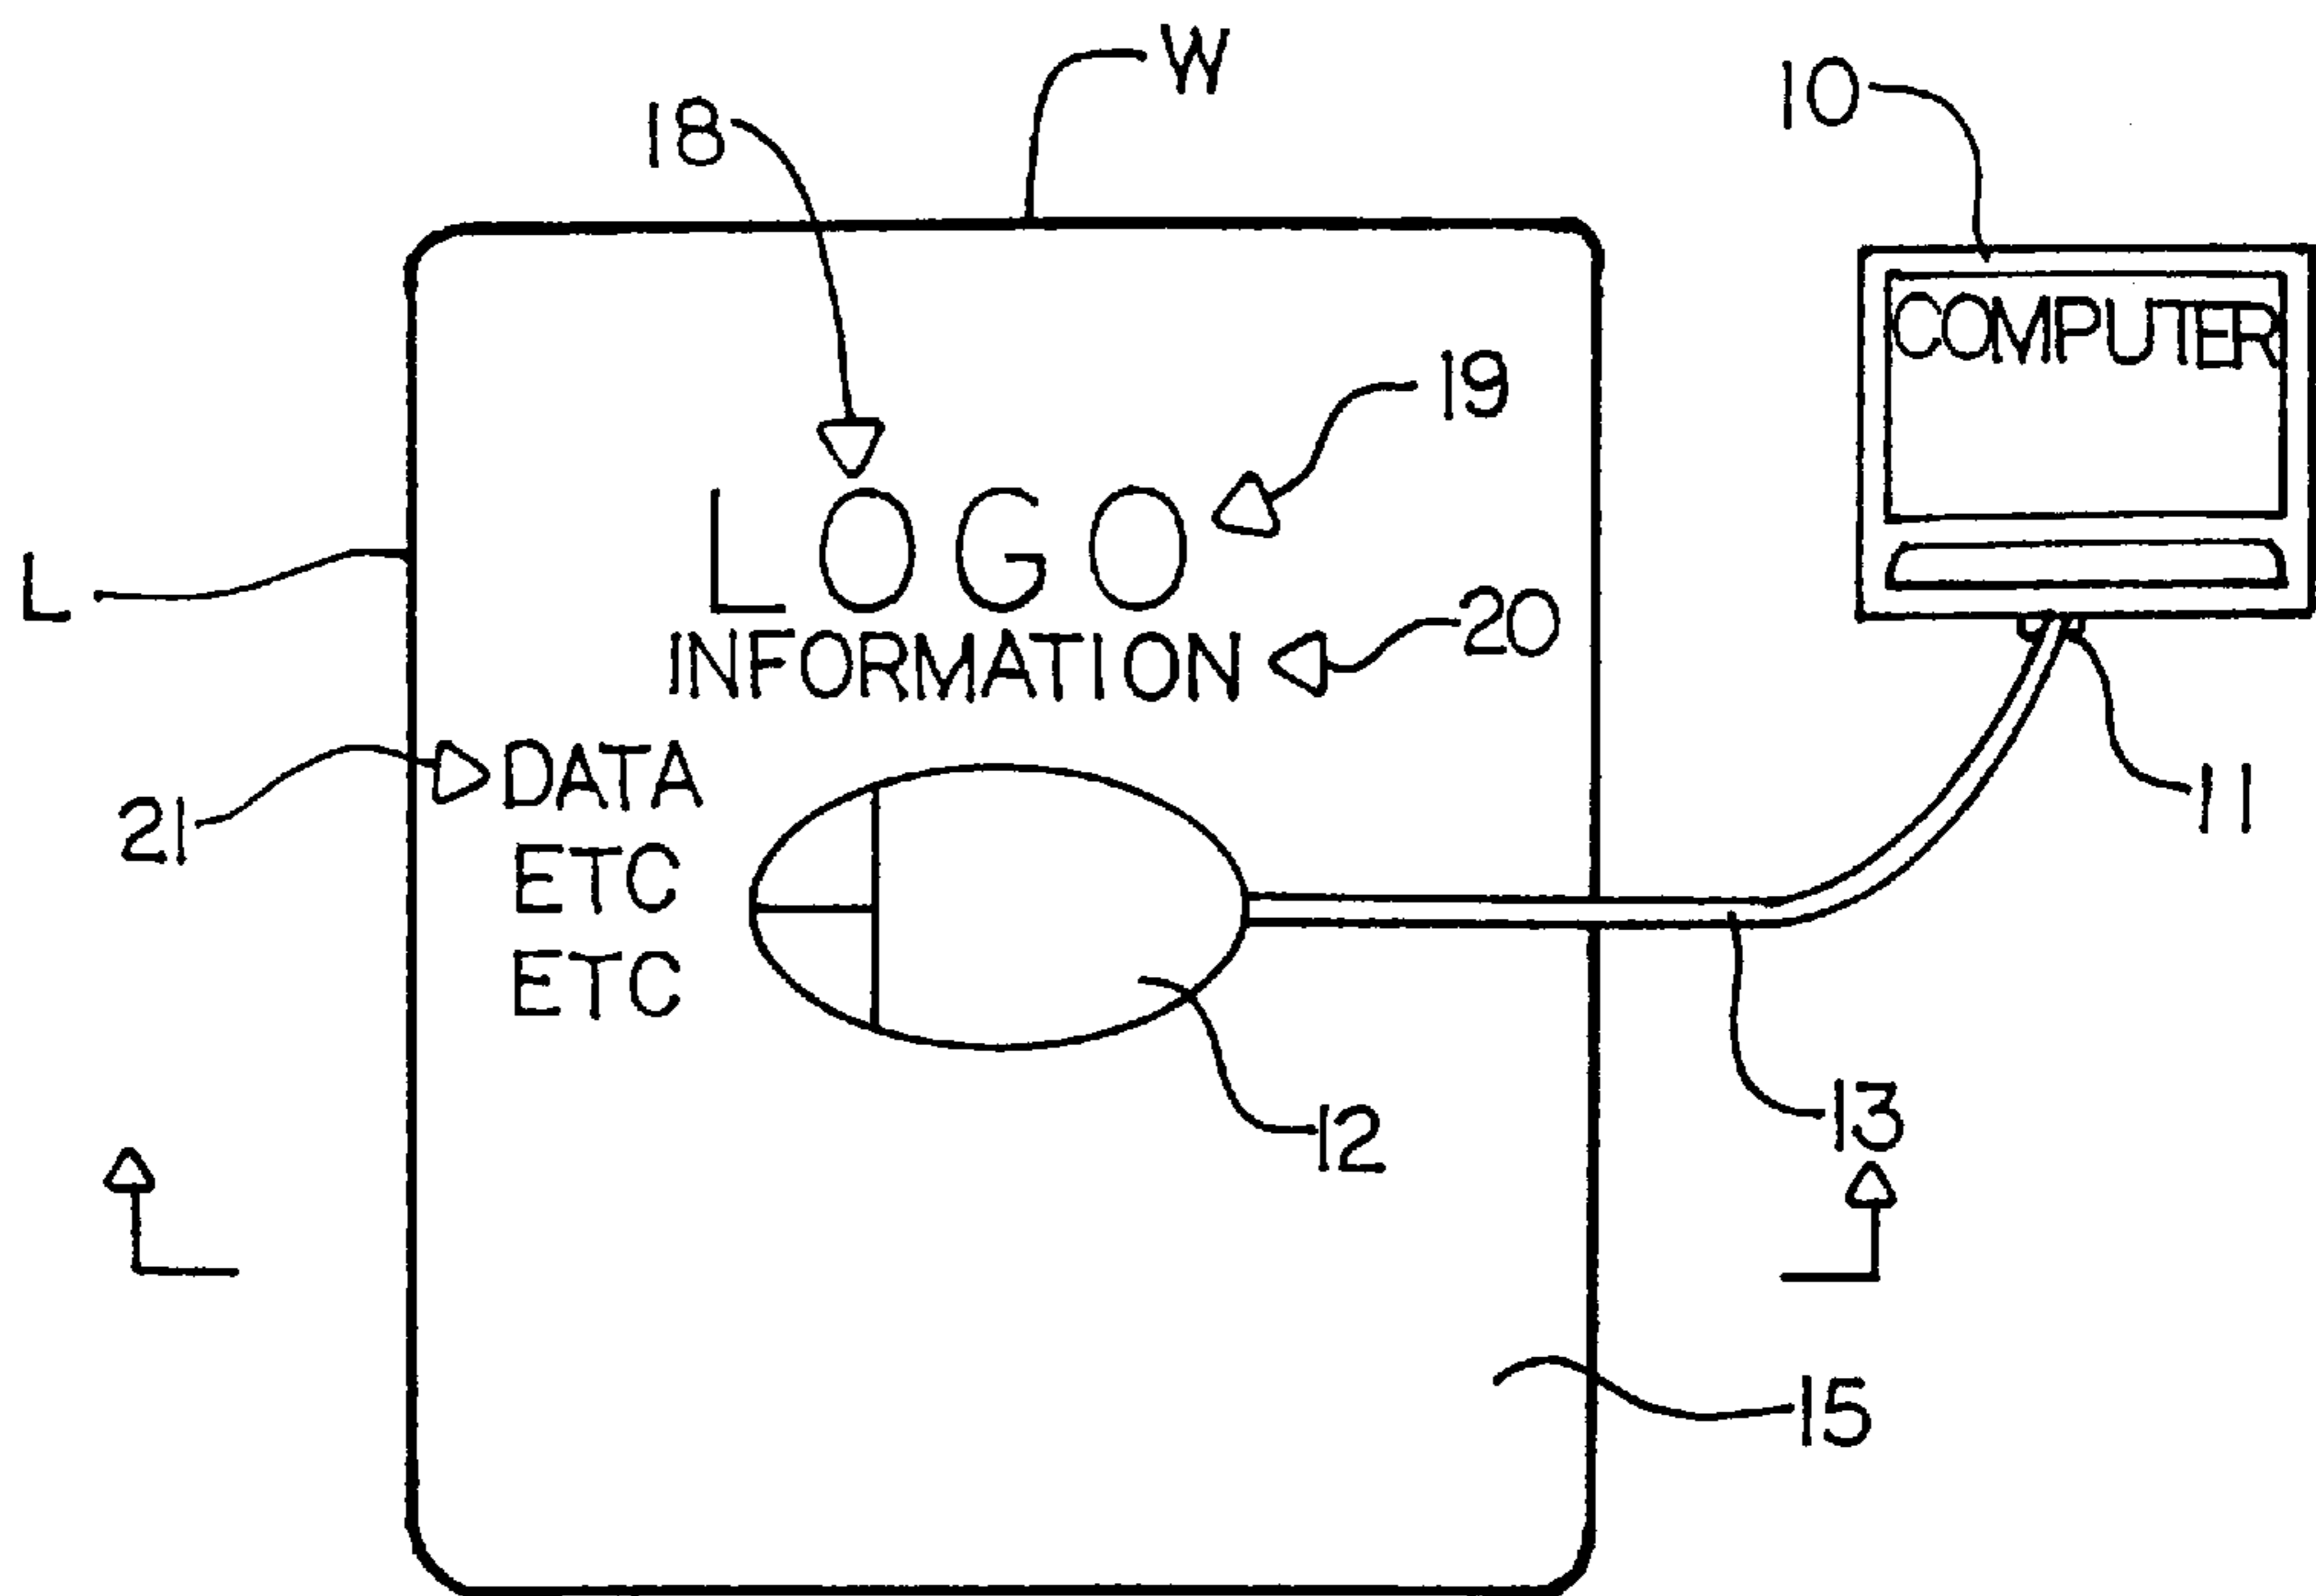 W
10
18
COMPUTER
19
LOGO
L
20
INFORMATION
DATA
21
11
ETC
ETC
12
13
15